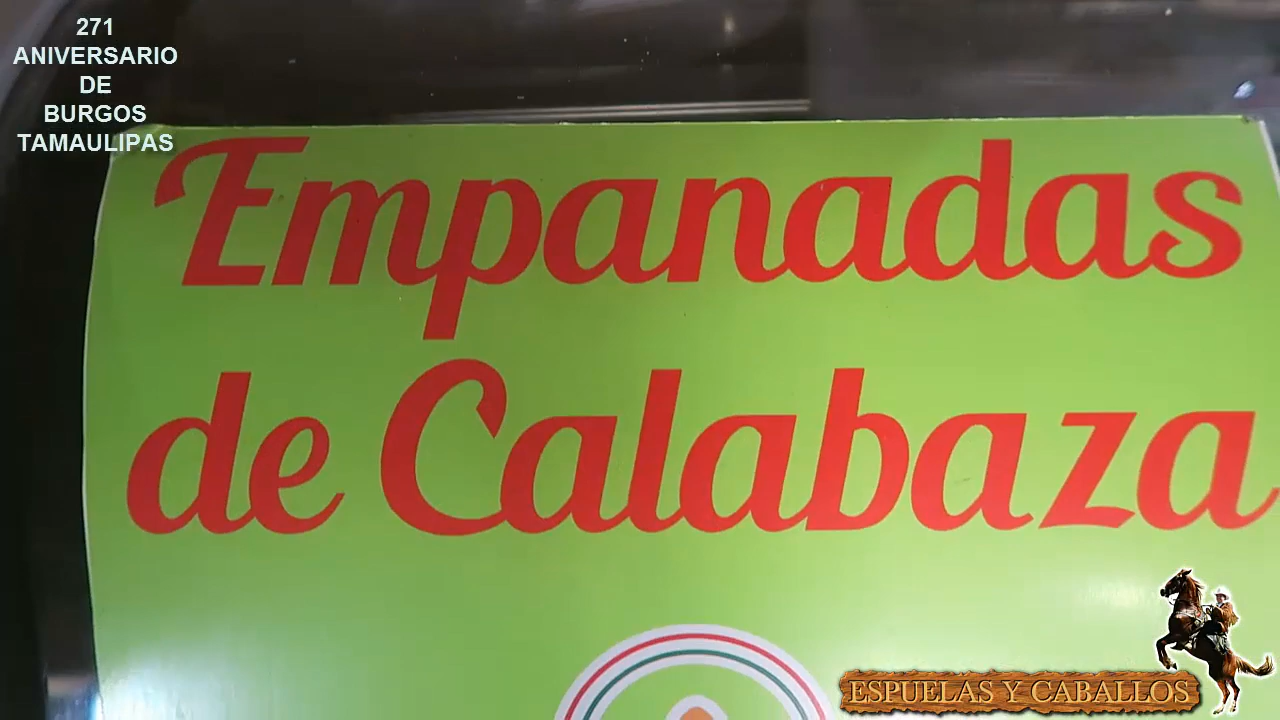 271
ANIVERSARIO
DE
BURGOS
TAMAULIPAS
Empanadas
de Calabaza
ESPUELAS Y CABALLOS